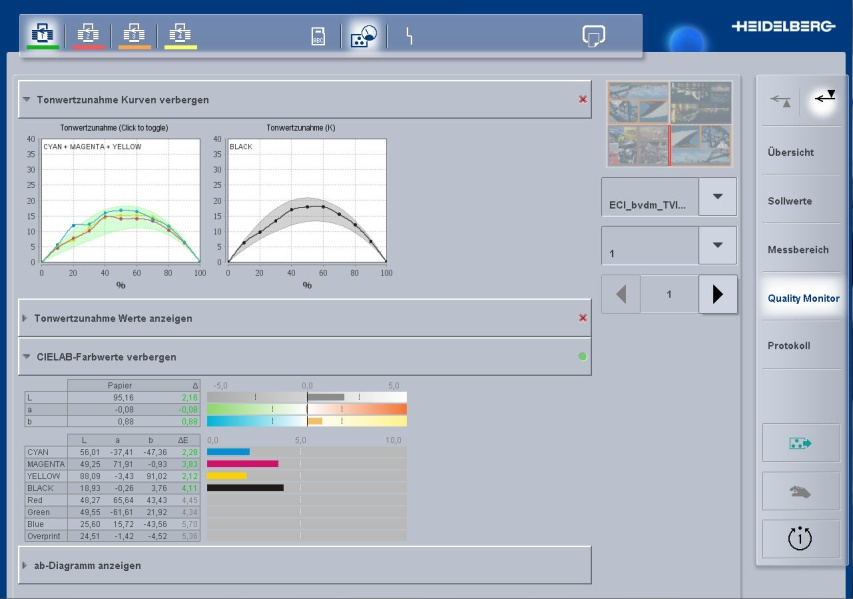 HEIDELBERG
1
2
3
4
Tonwertzunahme Kurven verbergen
Tonwertzunahme (Click to toggle)
Tonwertzunahme (K)
CYAN + MAGENTA + YELLOW
BLACK
40
35
30
25
20
15
10
5
0
0 20 40 60 80 100
%
40
35
30
25
20
15
10
5
0
0 20 40 60 80 100
%
Tonwertzunahme Werte anzeigen
CIELAB-Farbwerte verbergen
Papier Δ -5,0 0,0 5,0
L 95,16 2,16
a -0,08 -0,08
b 0,88 0,88
L a b ΔE 0,0 5,0 10,0
CYAN 56,01 -37,41 -47,36 2,28
MAGENTA 49,25 71,91 -0,93 3,83
YELLOW 88,09 -3,43 91,02 2,12
BLACK 18,93 -0,26 3,76 4,11
Red 48,27 65,64 43,43 4,45
Green 49,55 -61,61 21,92 4,34
Blue 25,60 15,72 -43,56 5,70
Overprint 24,51 -1,42 -4,52 5,36
ab-Diagramm anzeigen
ECI_bvdm_TVI...
1
1
Übersicht
Sollwerte
Messbereich
Quality Monitor
Protokoll
1